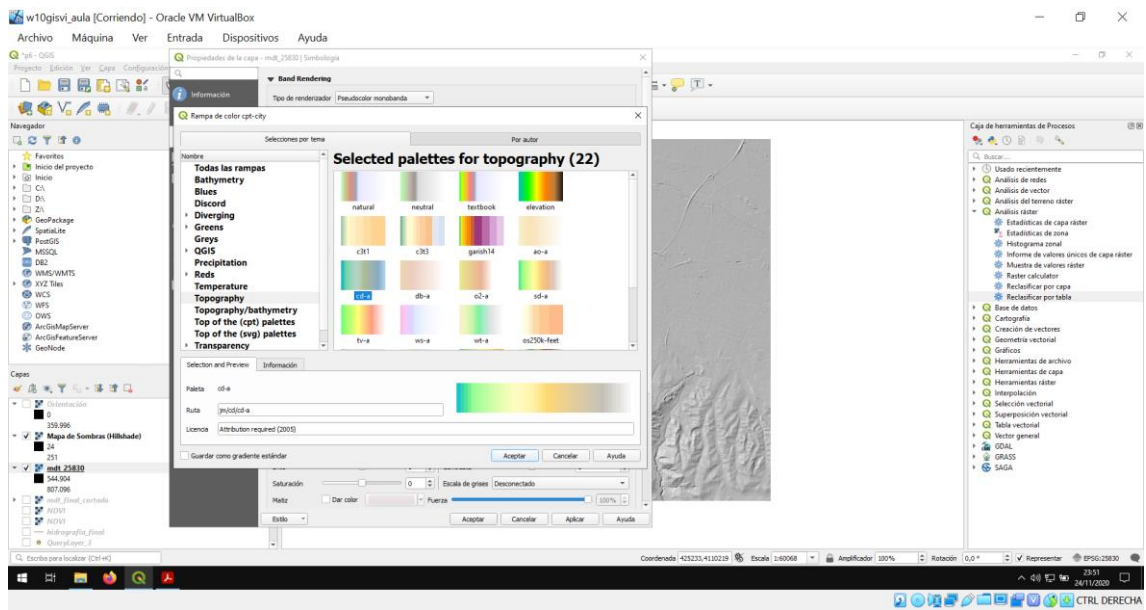 w10gisvi_aula [Corriendo] - Oracle VM VirtualBox
Archivo Máquina Ver Entrada Dispositivos Ayuda
*p6 - QGIS
Proyecto Edición Ver Capa Configuración
Navegador
Favoritos
Inicio del proyecto
Inicio
C:\
D:\
Z:\
GeoPackage
SpatiaLite
PostGIS
MSSQL
DB2
WMS/WMTS
XYZ Tiles
WCS
WFS
OWS
ArcGisMapServer
ArcGisFeatureServer
GeoNode
Capas
Orientación
0
359.996
Mapa de Sombras (Hillshade)
24
251
mdt_25830
544,904
807,096
mdt_final_cortado
NDVI
NDVI
hidrografia_final
QueryLayer_3
Propiedades de la capa - mdt_25830 | Simbología
Información
Band Rendering
Tipo de renderizador Pseudocolor monobanda
Rampa de color cpt-city
Selecciones por tema
Por autor
Nombre
Todas las rampas
Bathymetry
Blues
Discord
Diverging
Greens
Greys
QGIS
Precipitation
Reds
Temperature
Topography
Topography/bathymetry
Top of the (cpt) palettes
Top of the (svg) palettes
Transparency
Selected palettes for topography (22)
natural neutral textbook elevation
c3t1 c3t3 garish14 ao-a
cd-a db-a o2-a sd-a
tv-a ws-a wt-a os250k-feet
Selection and Preview Información
Paleta cd-a
Ruta jm/cd/cd-a
Licencia Attribution required (2005)
Guardar como gradiente estándar
Aceptar Cancelar Ayuda
Saturación 0 Escala de grises Desconectado
Matiz Dar color Fuerza 100%
Estilo Aceptar Cancelar Aplicar Ayuda
Caja de herramientas de Procesos
Buscar...
Usado recientemente
Análisis de redes
Análisis de vector
Análisis del terreno ráster
Análisis ráster
Estadísticas de capa ráster
Estadísticas de zona
Histograma zonal
Informe de valores únicos de capa ráster
Muestra de valores ráster
Raster calculator
Reclasificar por capa
Reclasificar por tabla
Base de datos
Cartografía
Creación de vectores
Geometría vectorial
Gráficos
Herramientas de archivo
Herramientas de capa
Herramientas ráster
Interpolación
Selección vectorial
Superposición vectorial
Tabla vectorial
Vector general
GDAL
GRASS
SAGA
Escriba para localizar (Ctrl+K)
Coordenada 425233,4110219 Escala 1:60068 Amplificador 100% Rotación 0,0 ° Representar EPSG:25830
23:51
24/11/2020
CTRL DERECHA